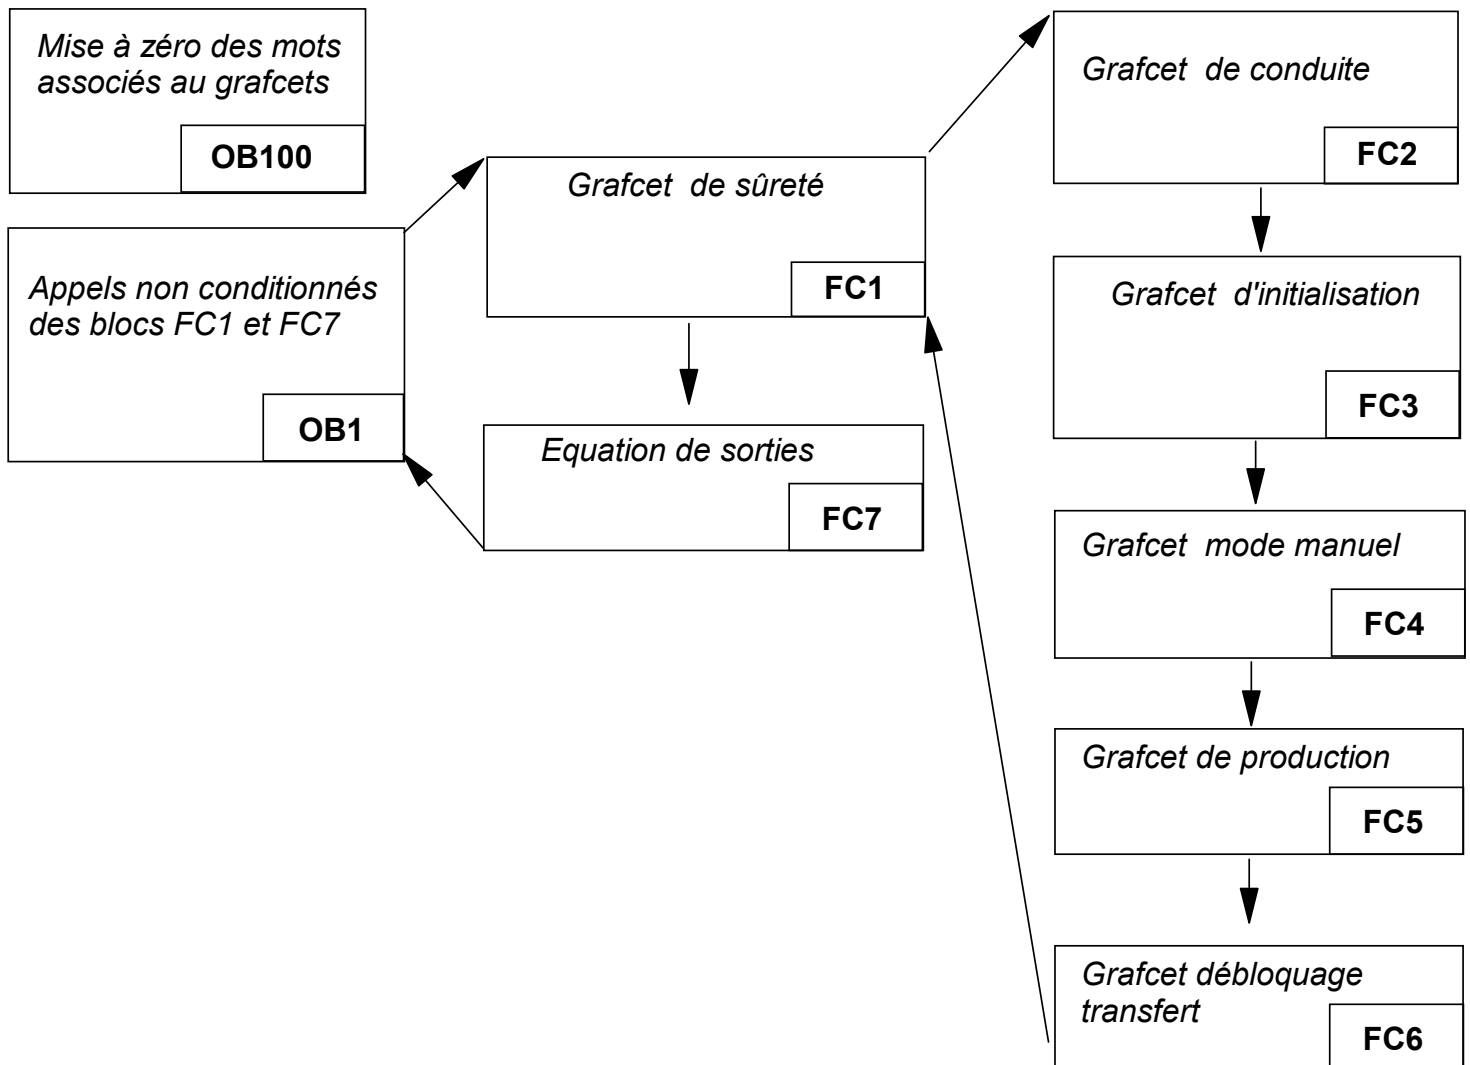 Mise à zéro des mots
associés au grafcets
OB100
Appels non conditionnés
des blocs FC1 et FC7
OB1
Grafcet de sûreté
FC1
Equation de sorties
FC7
Grafcet de conduite
FC2
Grafcet d'initialisation
FC3
Grafcet mode manuel
FC4
Grafcet de production
FC5
Grafcet débloquage
transfert
FC6